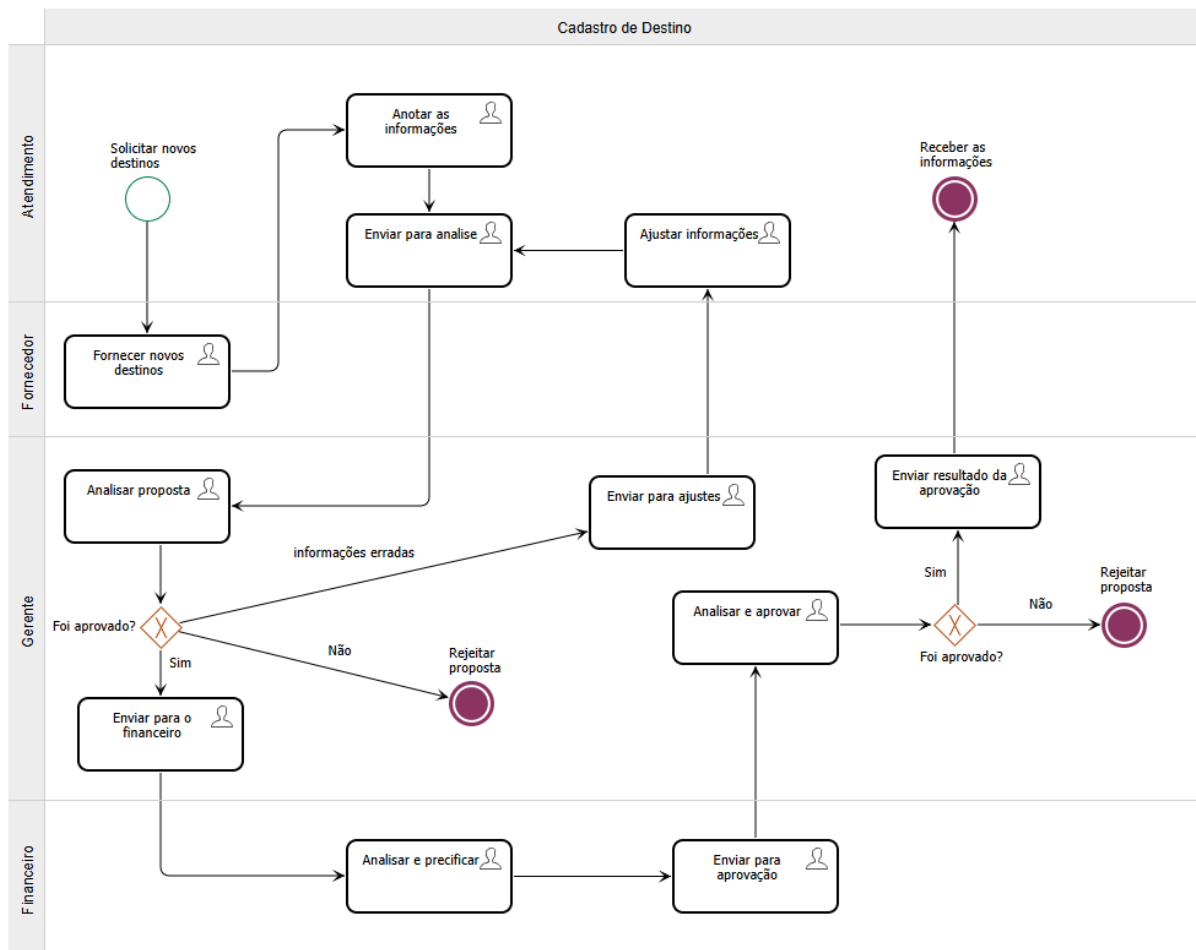 Cadastro de Destino
Atendimento
Anotar as
informações
Solicitar novos
destinos
Receber as
informações
Enviar para analise
Ajustar informações
Fornecedor
Fornecer novos
destinos
Gerente
Analisar proposta
Enviar para ajustes
Enviar resultado da
aprovação
informações erradas
Sim
Rejeitar
proposta
Analisar e aprovar
Não
Foi aprovado?
Foi aprovado?
Não
Sim
Rejeitar
proposta
Enviar para o
financeiro
Financeiro
Analisar e precificar
Enviar para
aprovação